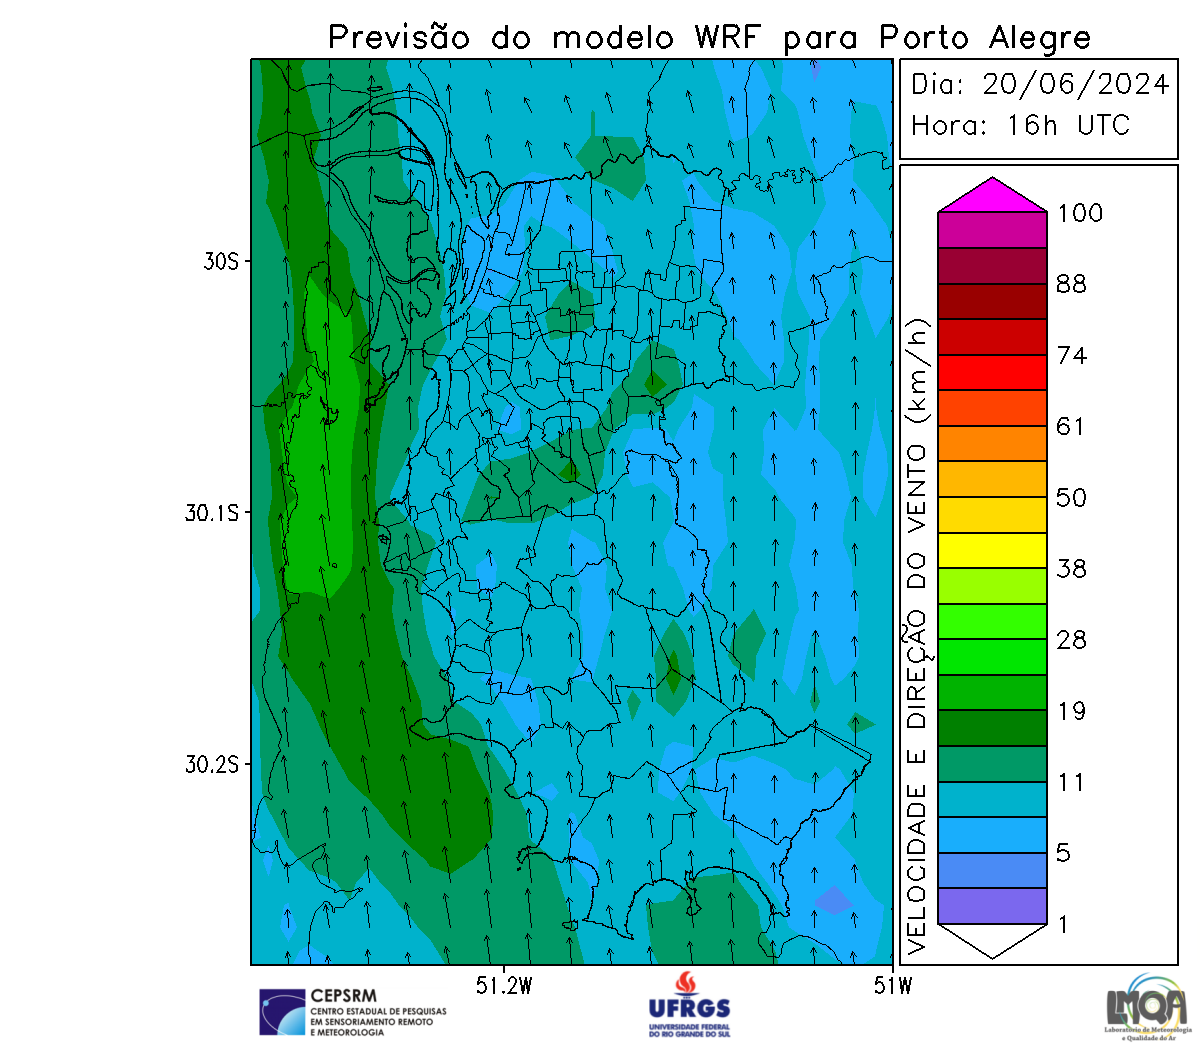 Previsão do modelo WRF para Porto Alegre
Dia: 20/06/2024
Hora: 16h UTC
30S
30.1S
30.2S
51.2W
51W
VELOCIDADE E DIREÇÃO DO VENTO (km/h)
100
88
74
61
50
38
28
19
11
5
1
CEPSRM
CENTRO ESTADUAL DE PESQUISAS
EM SENSORIAMENTO REMOTO
E METEOROLOGIA
UFRGS
UNIVERSIDADE FEDERAL
DO RIO GRANDE DO SUL
LMQA
Laboratório de Meteorologia
e Qualidade do Ar